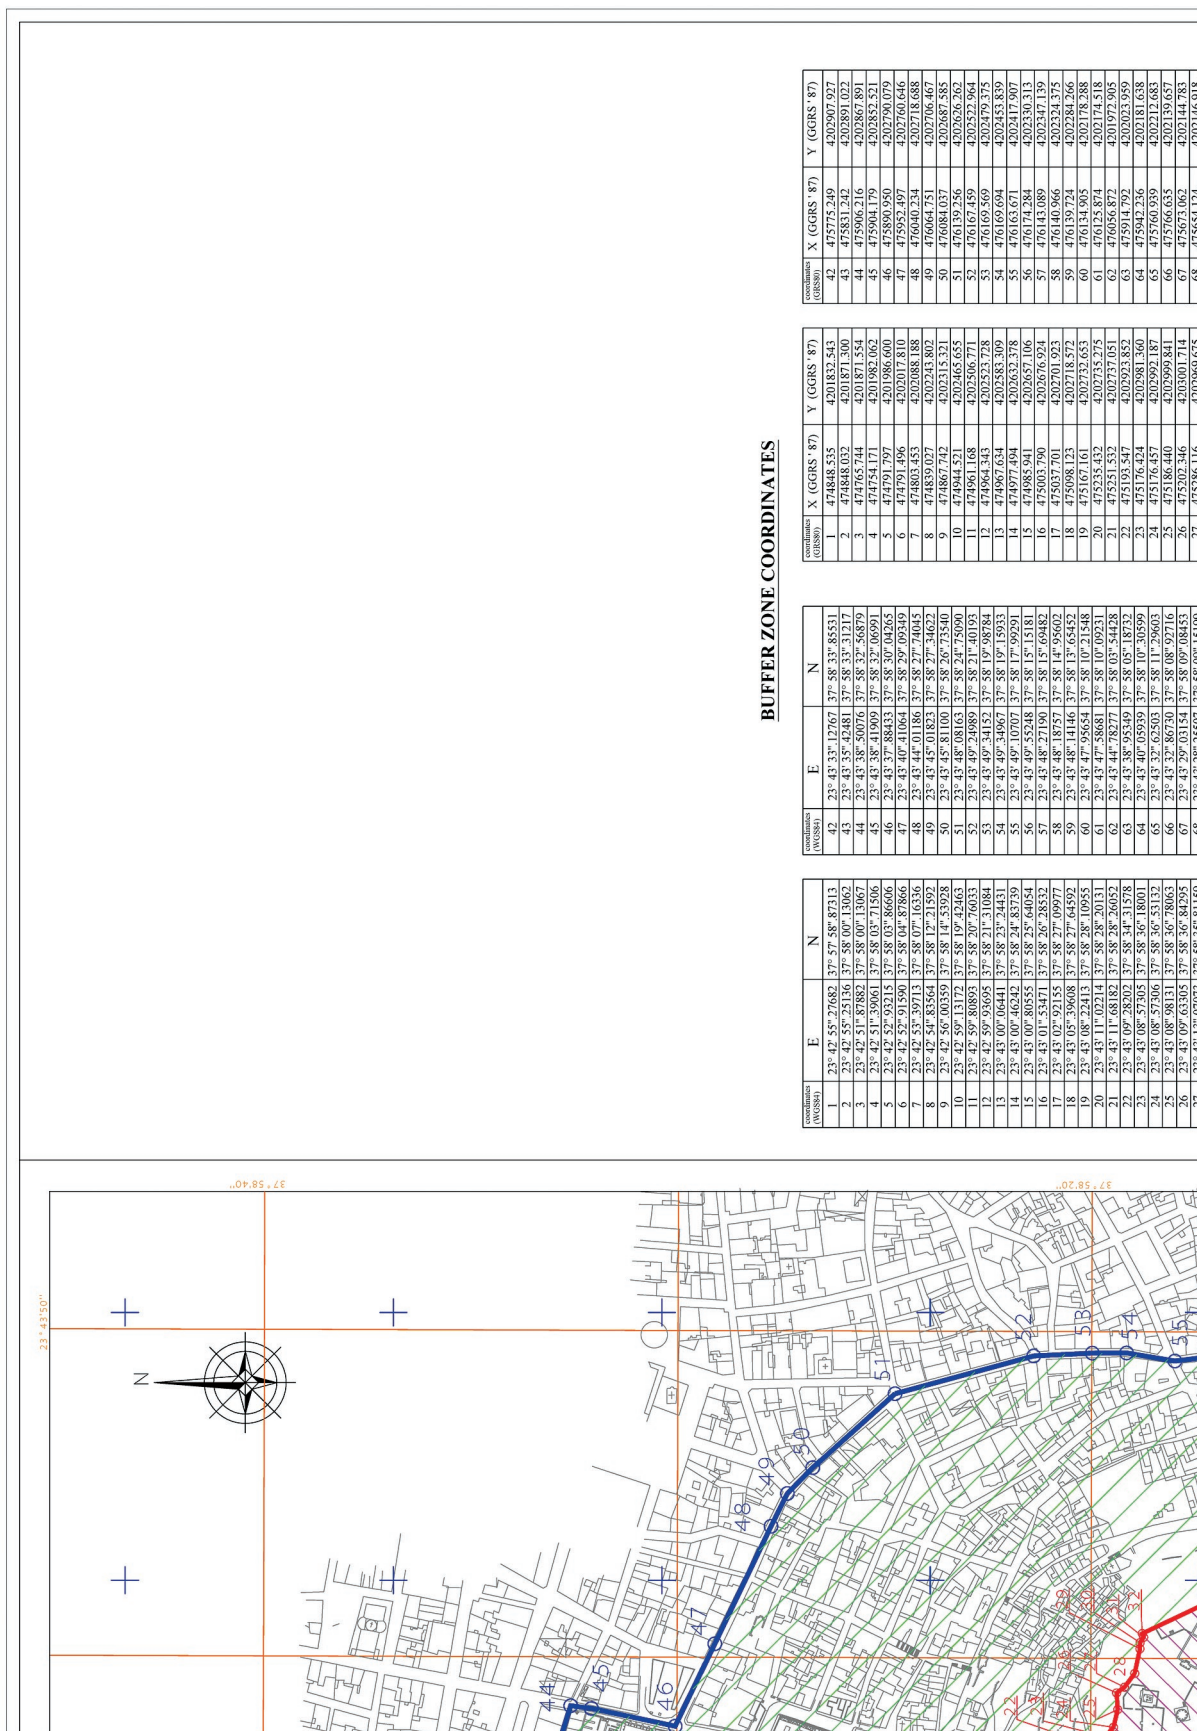 BUFFER ZONE COORDINATES
coordinates (WGS84) E N
1 23° 42' 55".27682 37° 57' 58".87313
2 23° 42' 55".25136 37° 58' 00".13062
3 23° 42' 51".87882 37° 58' 00".13067
4 23° 42' 51".39061 37° 58' 03".71506
5 23° 42' 52".93215 37° 58' 03".86606
6 23° 42' 52".91590 37° 58' 04".87866
7 23° 42' 53".39713 37° 58' 07".16336
8 23° 42' 54".83564 37° 58' 12".21592
9 23° 42' 56".00359 37° 58' 14".53928
10 23° 42' 59".13172 37° 58' 19".42463
11 23° 42' 59".80893 37° 58' 20".76033
12 23° 42' 59".93695 37° 58' 21".31084
13 23° 43' 00".06441 37° 58' 23".24431
14 23° 43' 00".46242 37° 58' 24".83739
15 23° 43' 00".80555 37° 58' 25".64054
16 23° 43' 01".53471 37° 58' 26".28532
17 23° 43' 02".92155 37° 58' 27".09977
18 23° 43' 05".39608 37° 58' 27".64592
19 23° 43' 08".22413 37° 58' 28".10955
20 23° 43' 11".02214 37° 58' 28".20131
21 23° 43' 11".68182 37° 58' 28".26052
22 23° 43' 09".28202 37° 58' 34".31578
23 23° 43' 08".57305 37° 58' 36".18001
24 23° 43' 08".57306 37° 58' 36".53132
25 23° 43' 08".98131 37° 58' 36".78063
26 23° 43' 09".63305 37° 58' 36".84295
coordinates (WGS84) E N
42 23° 43' 33".12767 37° 58' 33".85531
43 23° 43' 35".42481 37° 58' 33".31217
44 23° 43' 38".50076 37° 58' 32".56879
45 23° 43' 38".41909 37° 58' 32".06991
46 23° 43' 37".88433 37° 58' 30".04265
47 23° 43' 40".41064 37° 58' 29".09349
48 23° 43' 44".01186 37° 58' 27".74045
49 23° 43' 45".01823 37° 58' 27".34622
50 23° 43' 45".81100 37° 58' 26".73540
51 23° 43' 48".08163 37° 58' 24".75090
52 23° 43' 49".24989 37° 58' 21".40193
53 23° 43' 49".34152 37° 58' 19".98784
54 23° 43' 49".34967 37° 58' 19".15933
55 23° 43' 49".10707 37° 58' 17".99291
56 23° 43' 49".55248 37° 58' 15".15181
57 23° 43' 48".27190 37° 58' 15".69482
58 23° 43' 48".18757 37° 58' 14".95602
59 23° 43' 48".14146 37° 58' 13".65452
60 23° 43' 47".95654 37° 58' 10".21548
61 23° 43' 47".58681 37° 58' 10".09231
62 23° 43' 44".78277 37° 58' 03".54428
63 23° 43' 38".95349 37° 58' 05".18732
64 23° 43' 40".05939 37° 58' 10".30599
65 23° 43' 32".62503 37° 58' 11".29603
66 23° 43' 32".86730 37° 58' 08".92716
67 23° 43' 29".03154 37° 58' 09".08453
coordinates (GRS80) X (GGRS ' 87) Y (GGRS ' 87)
1 474848.535 4201832.543
2 474848.032 4201871.300
3 474765.744 4201871.554
4 474754.171 4201982.062
5 474791.797 4201986.600
6 474791.496 4202017.810
7 474803.453 4202088.188
8 474839.027 4202243.802
9 474867.742 4202315.321
10 474944.521 4202465.655
11 474961.168 4202506.771
12 474964.343 4202523.728
13 474967.634 4202583.309
14 474977.494 4202632.378
15 474985.941 4202657.106
16 475003.790 4202676.924
17 475037.701 4202701.923
18 475098.123 4202718.572
19 475167.161 4202732.653
20 475235.432 4202735.275
21 475251.532 4202737.051
22 475193.547 4202923.852
23 475176.424 4202981.360
24 475176.457 4202992.187
25 475186.440 4202999.841
26 475202.346 4203001.714
coordinates (GRS80) X (GGRS ' 87) Y (GGRS ' 87)
42 475775.249 4202907.927
43 475831.242 4202891.022
44 475906.216 4202867.891
45 475904.179 4202852.521
46 475890.950 4202790.079
47 475952.497 4202760.646
48 476040.234 4202718.688
49 476064.751 4202706.467
50 476084.037 4202687.585
51 476139.256 4202626.262
52 476167.459 4202522.964
53 476169.569 4202479.375
54 476169.694 4202453.839
55 476163.671 4202417.907
56 476174.284 4202330.313
57 476143.089 4202347.139
58 476140.966 4202324.375
59 476139.724 4202284.266
60 476134.905 4202178.288
61 476125.874 4202174.518
62 476056.872 4201972.905
63 475914.792 4202023.959
64 475942.236 4202181.638
65 475760.939 4202212.683
66 475766.635 4202139.657
67 475673.062 4202144.783
23°43'50''
37°58'40''
37°58'20''
N
44
45
46
47
48
49
50
51
52
53
54
55
22
23
24
25
28
29
30
31
32